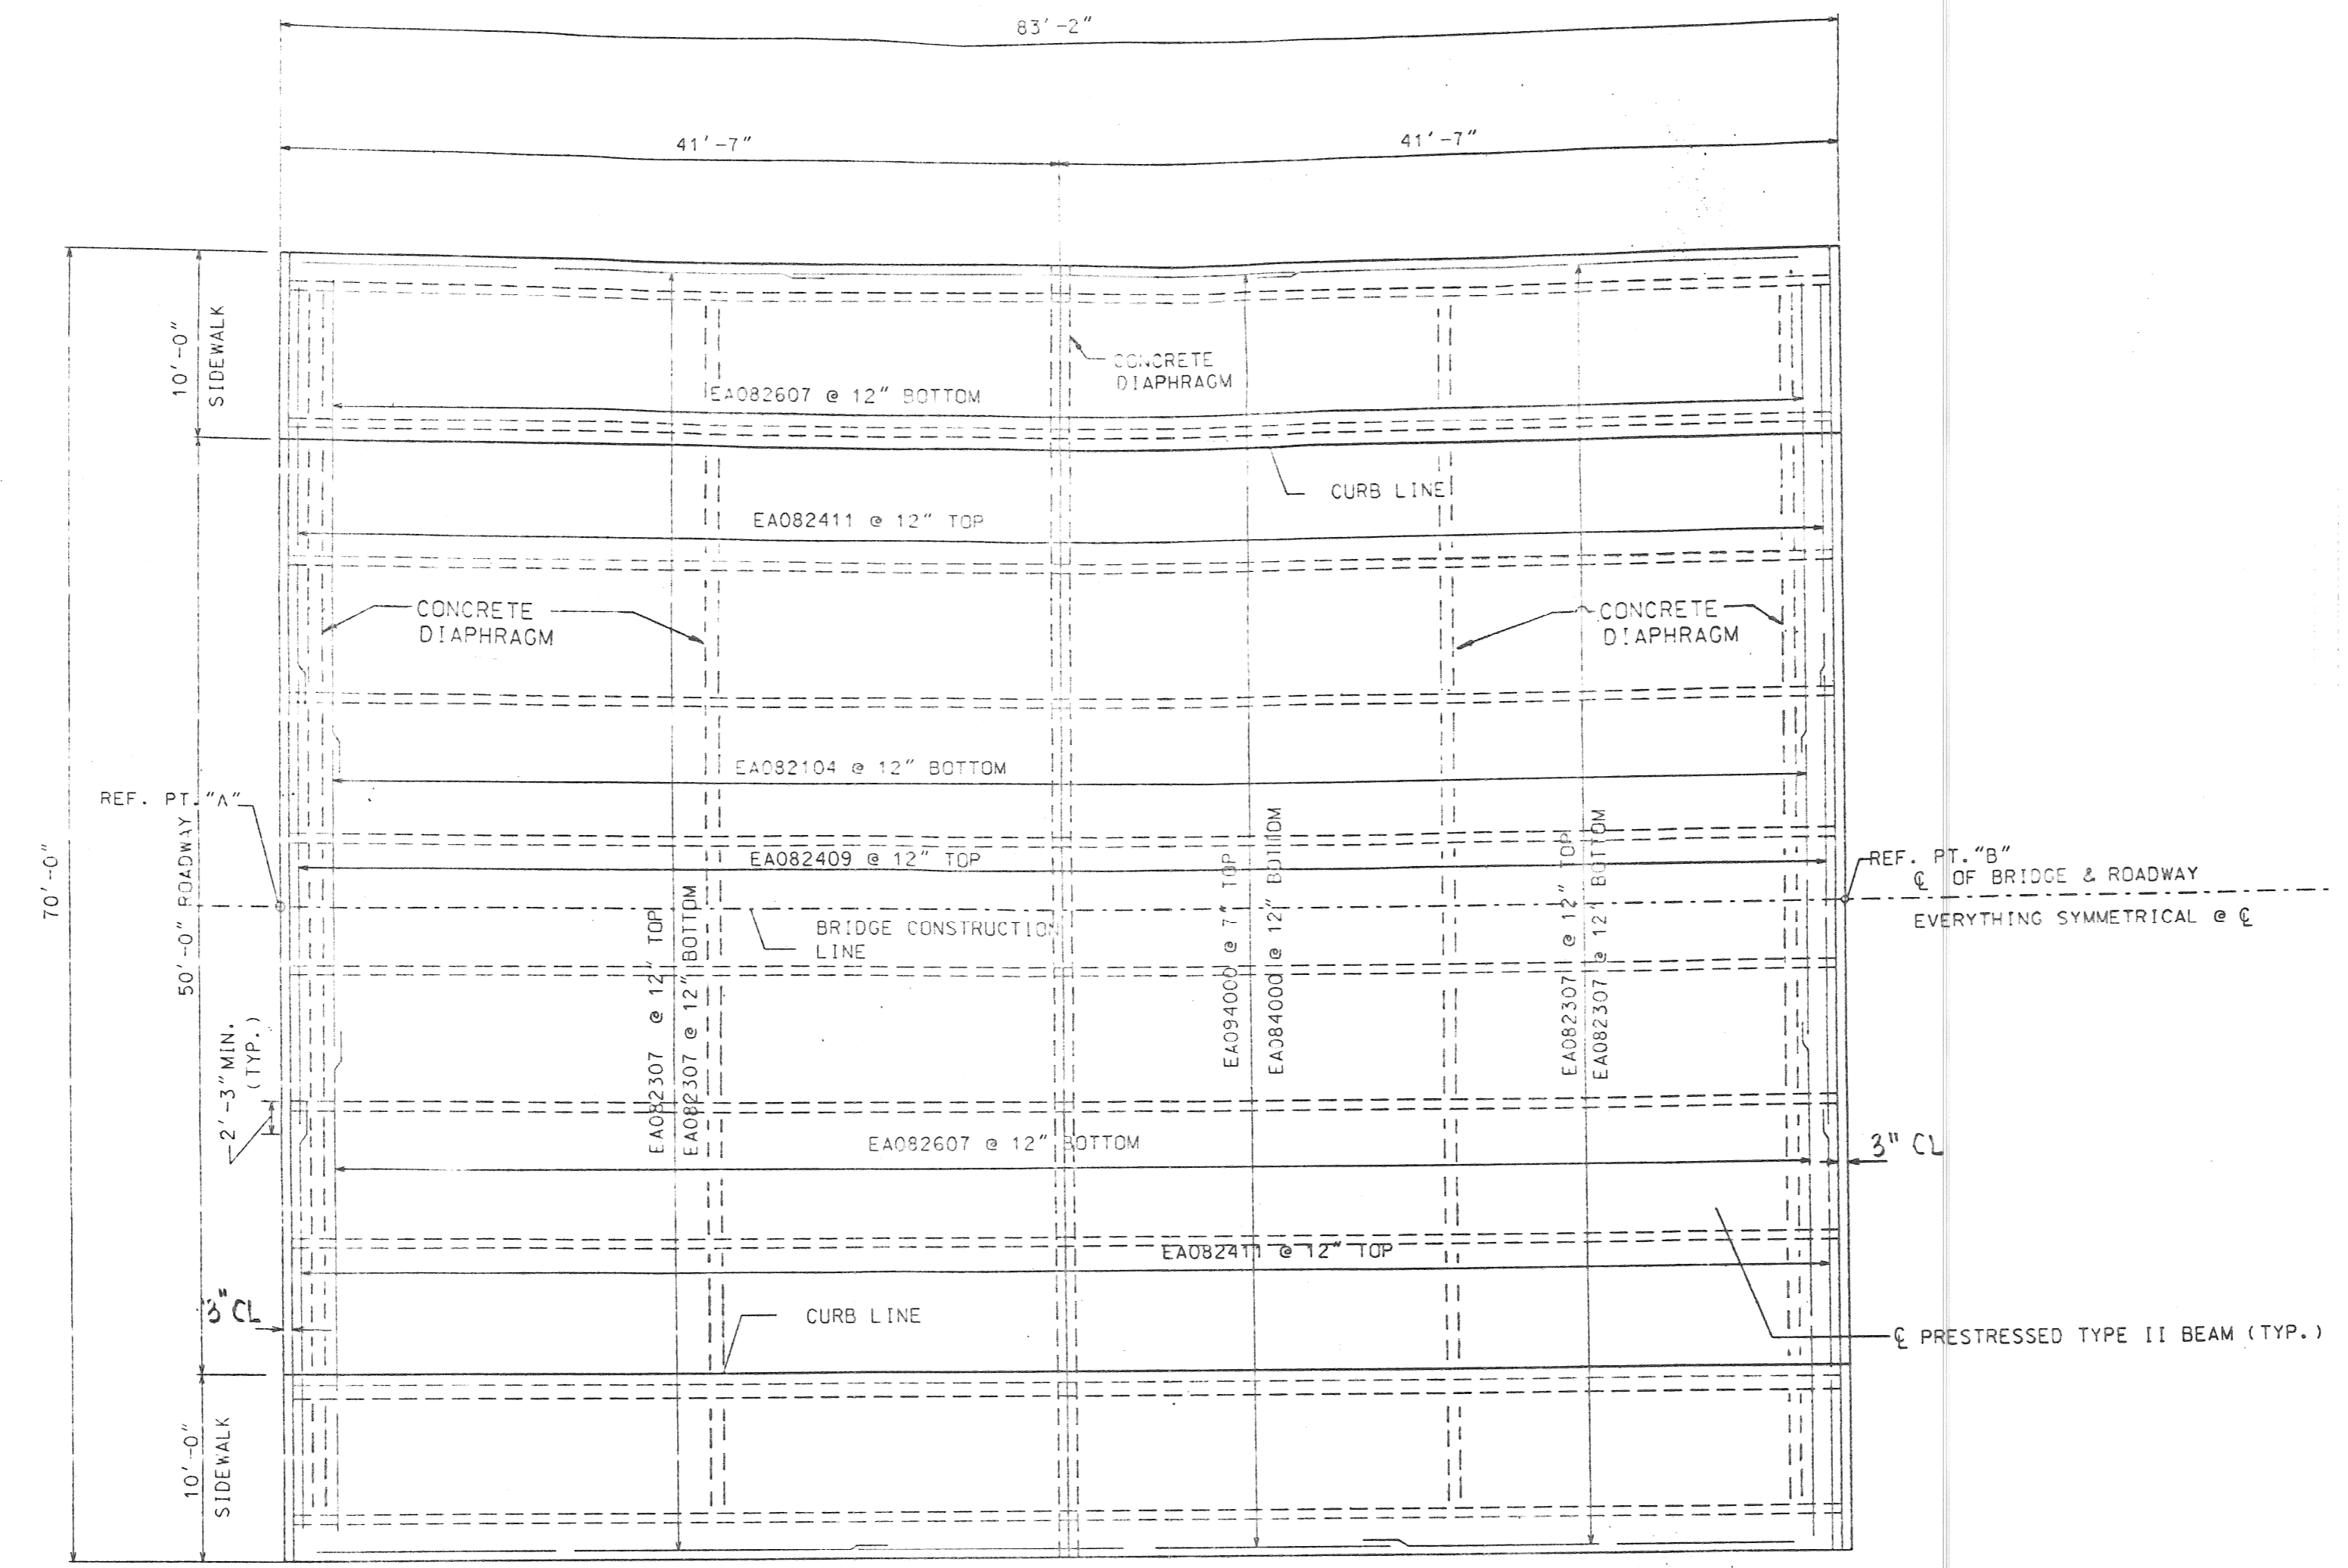 83'-2"
41'-7"
41'-7"
10'-0"
SIDEWALK
CONCRETE
DIAPHRAGM
EA082607 @ 12" BOTTOM
CURB LINE
EA082411 @ 12" TOP
CONCRETE
DIAPHRAGM
CONCRETE
DIAPHRAGM
EA082104 @ 12" BOTTOM
REF. PT. "A"
70'-0"
50'-0" ROADWAY
EA082409 @ 12" TOP
REF. PT. "B"
℄ OF BRIDGE & ROADWAY
EVERYTHING SYMMETRICAL @ ℄
BRIDGE CONSTRUCTION
LINE
EA082307 @ 12" TOP
EA082307 @ 12" BOTTOM
EA094000 @ 7" TOP
EA084000 @ 12" BOTTOM
EA082307 @ 12" TOP
EA082307 @ 12" BOTTOM
2'-3" MIN.
(TYP.)
EA082607 @ 12" BOTTOM
3" CL
EA082411 @ 12" TOP
3" CL
CURB LINE
℄ PRESTRESSED TYPE II BEAM (TYP.)
10'-0"
SIDEWALK